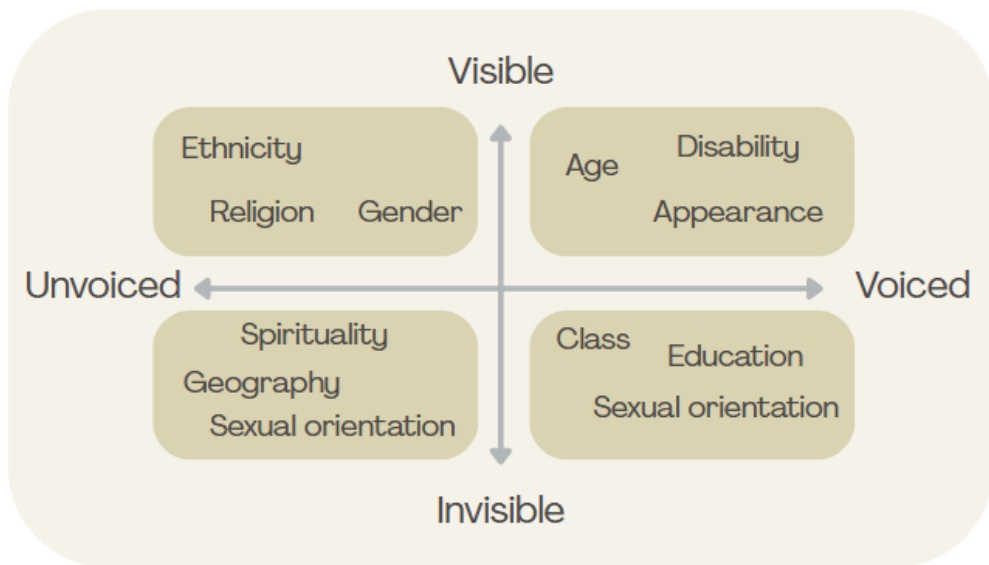 Visible
Ethnicity
Religion Gender
Age
Disability
Appearance
Unvoiced
Voiced
Spirituality
Geography
Sexual orientation
Class
Education
Sexual orientation
Invisible